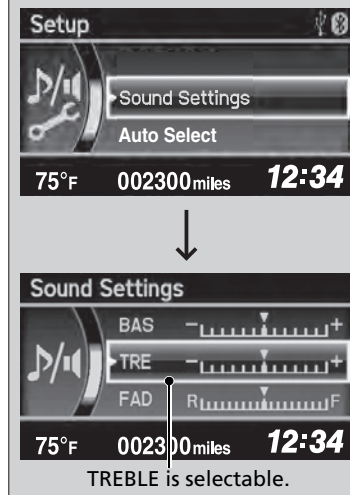 Setup
Sound Settings
Auto Select
75°F 002300 miles 12:34
Sound Settings
BAS - +
TRE - +
FAD R F
75°F 002300 miles 12:34
TREBLE is selectable.